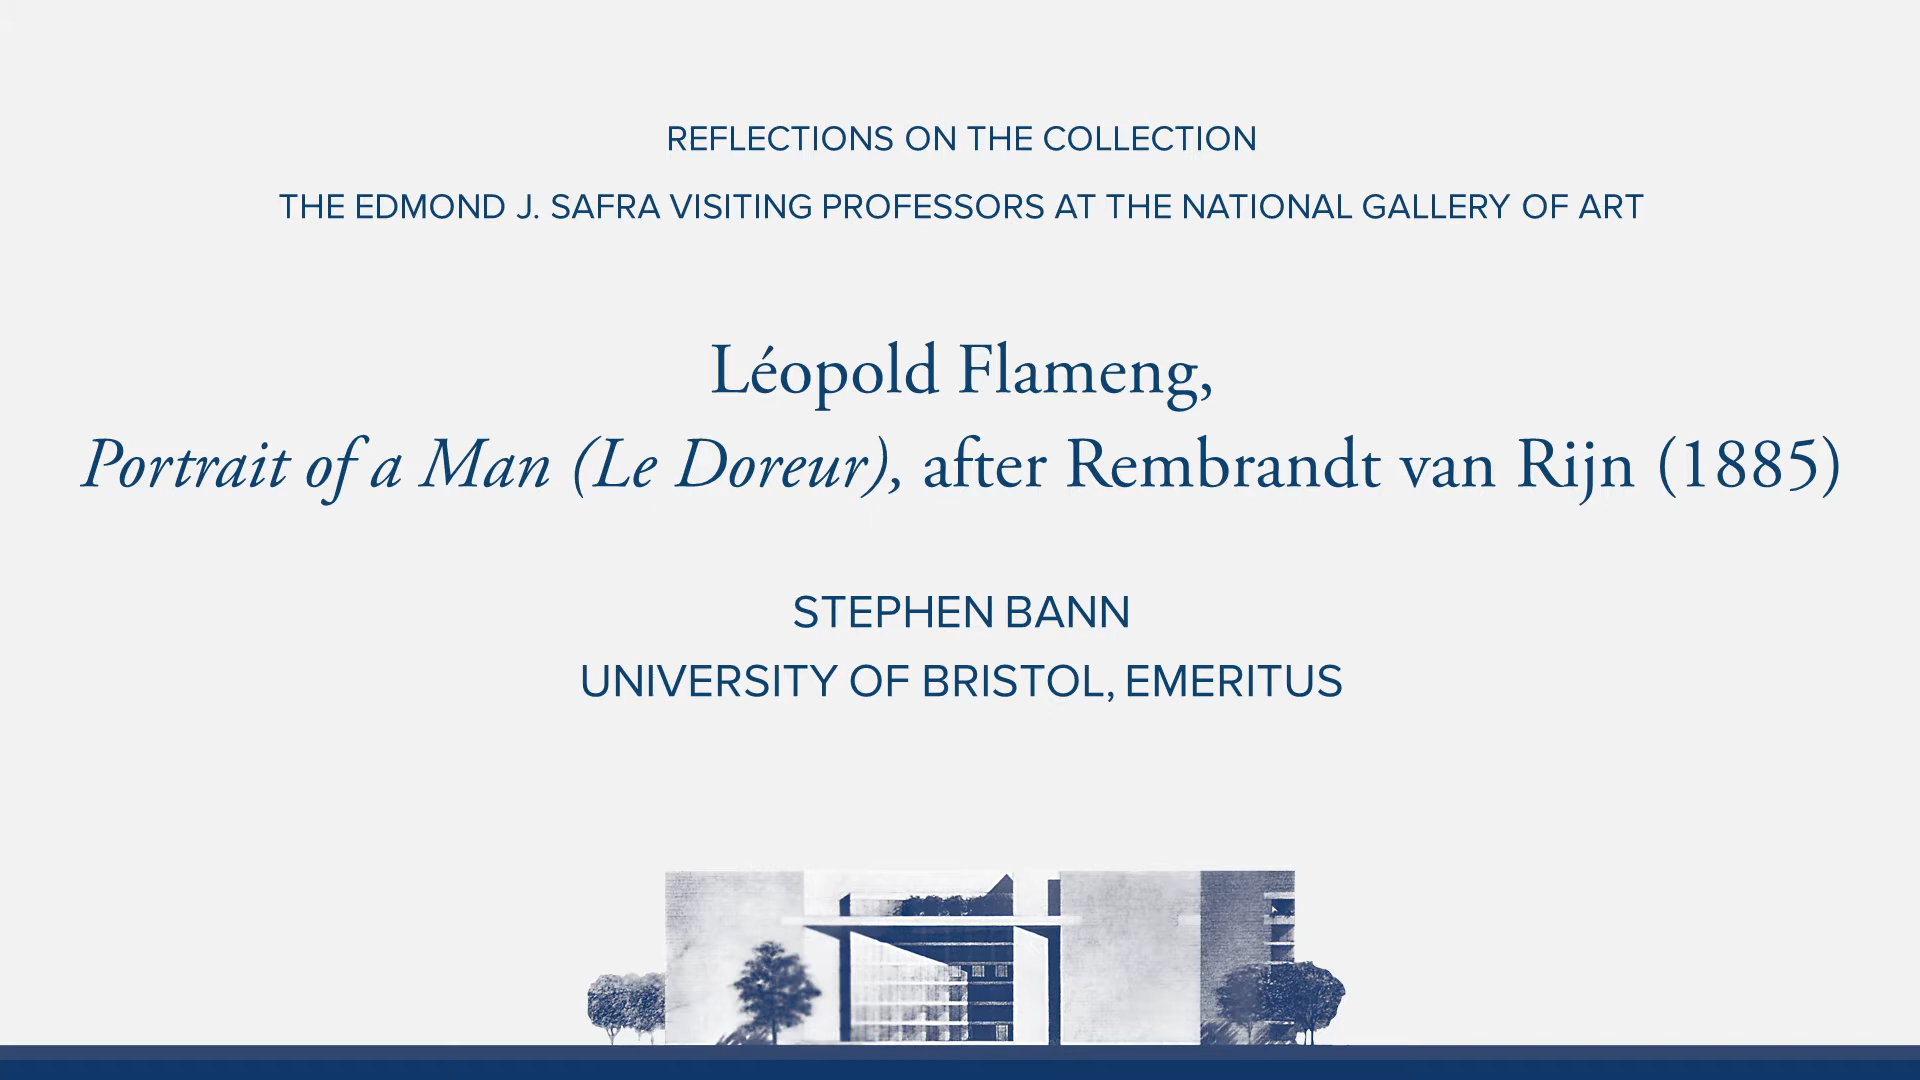 REFLECTIONS ON THE COLLECTION
THE EDMOND J. SAFRA VISITING PROFESSORS AT THE NATIONAL GALLERY OF ART
Léopold Flameng,
Portrait of a Man (Le Doreur), after Rembrandt van Rijn (1885)
STEPHEN BANN
UNIVERSITY OF BRISTOL, EMERITUS